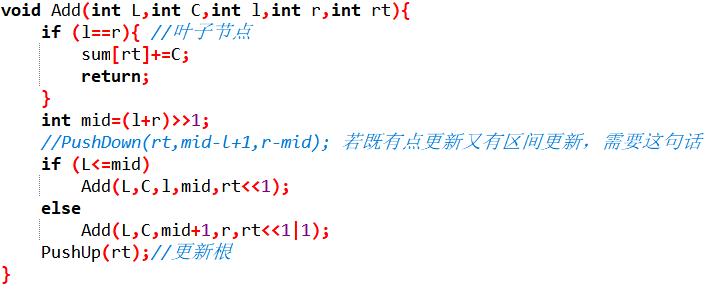 void Add(int L,int C,int l,int r,int rt){
    if (l==r){ //叶子节点
        sum[rt]+=C;
        return;
    }
    int mid=(l+r)>>1;
    //PushDown(rt,mid-l+1,r-mid); 若既有点更新又有区间更新，需要这句话
    if (L<=mid)
        Add(L,C,l,mid,rt<<1);
    else
        Add(L,C,mid+1,r,rt<<1|1);
    PushUp(rt);//更新根
}